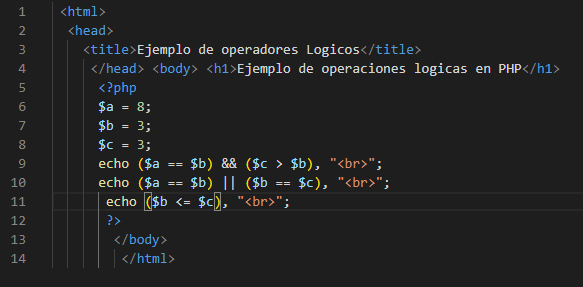 1 <html>
2 <head>
3 <title>Ejemplo de operadores Logicos</title>
4 </head> <body> <h1>Ejemplo de operaciones logicas en PHP</h1>
5 <?php
6 $a = 8;
7 $b = 3;
8 $c = 3;
9 echo ($a == $b) && ($c > $b), "<br>";
10 echo ($a == $b) || ($b == $c), "<br>";
11 echo ($b <= $c), "<br>";
12 ?>
13 </body>
14 </html>